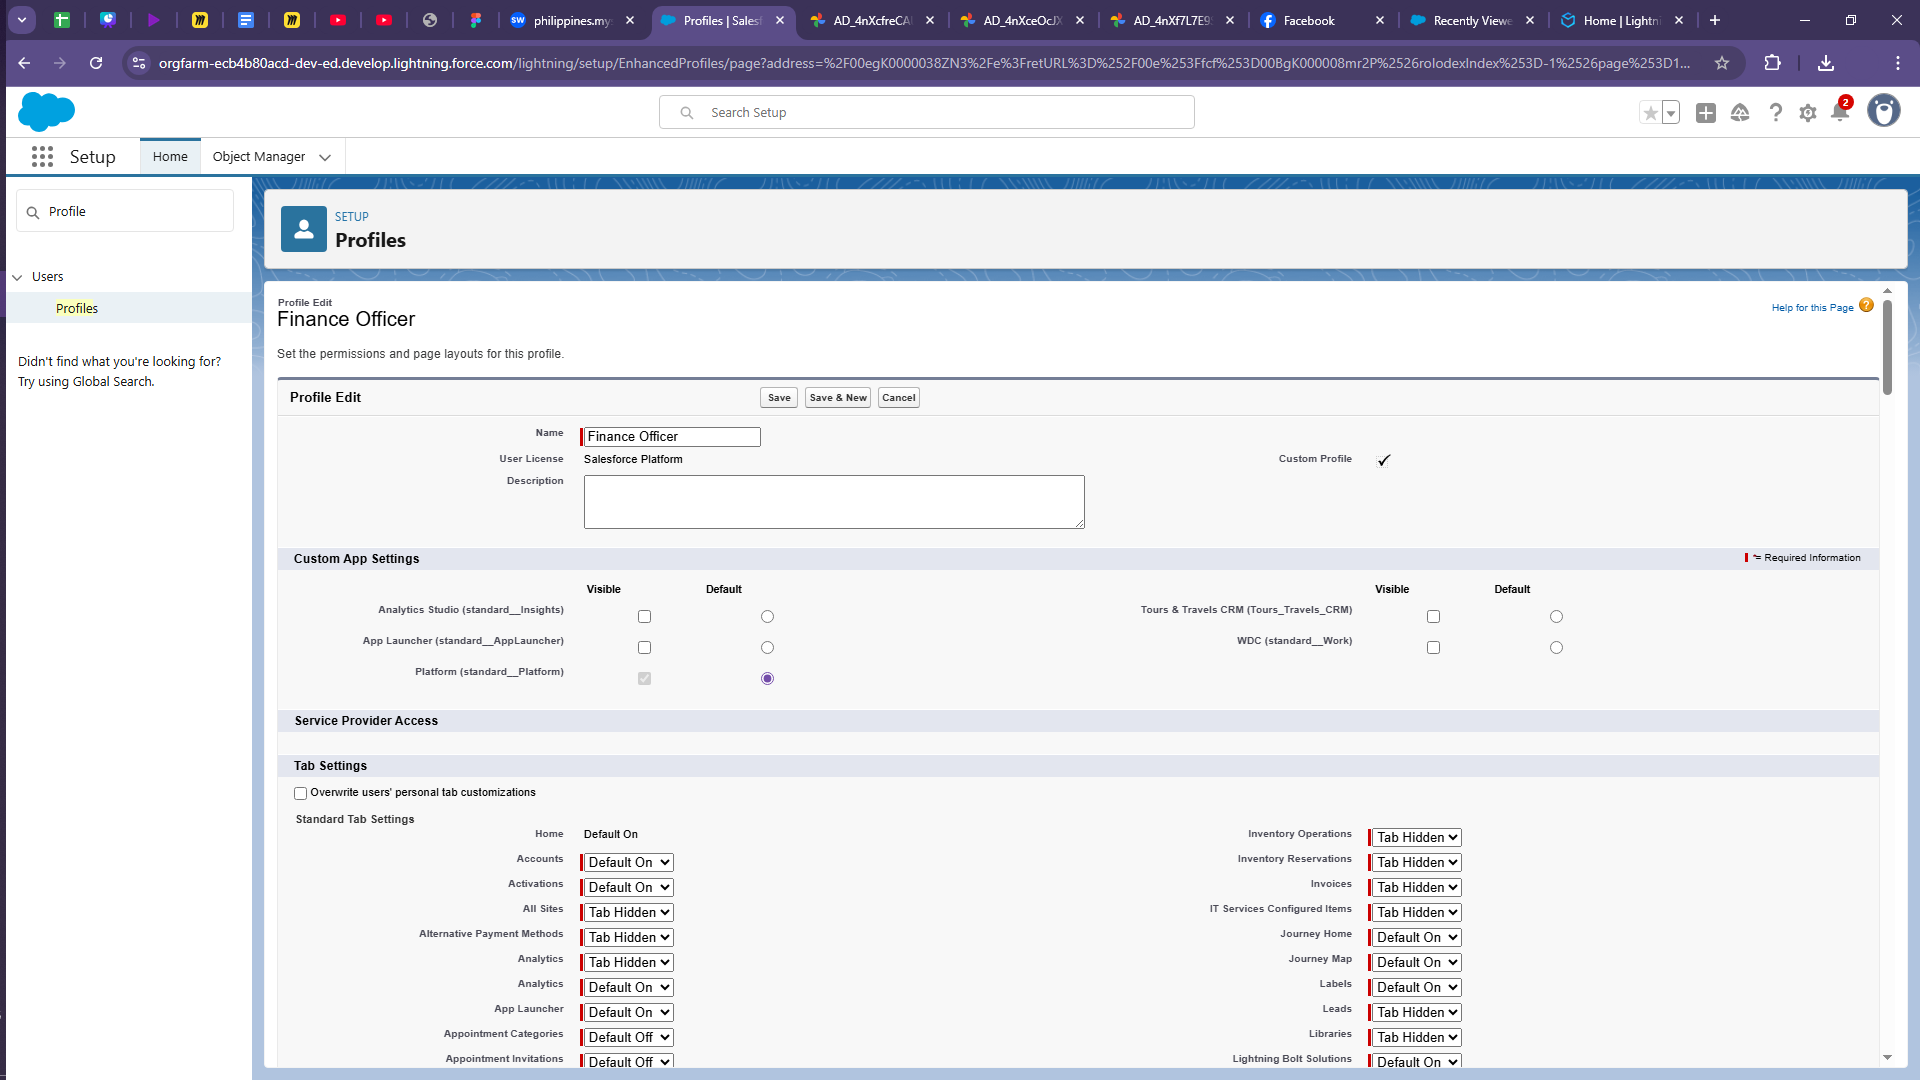 philippines.my
Profiles | Salesf
AD_4nXcfreCAl
AD_4nXceOcJX
AD_4nXf7L7E9
Facebook
Recently Viewe
Home | Lightni
orgfarm-ecb4b80acd-dev-ed.develop.lightning.force.com/lightning/setup/EnhancedProfiles/page?address=%2F00egK0000038ZN3%2Fe%3FretURL%3D%252F00e%253Ffcf%253D00BgK000008mr2P%2526rolodexIndex%253D-1%2526page%253D1...
Search Setup
2
Setup
Home
Object Manager
Profile
Users
Profiles
Didn't find what you're looking for?
Try using Global Search.
SETUP
Profiles
Profile Edit
Finance Officer
Help for this Page
Set the permissions and page layouts for this profile.
Profile Edit
Save
Save & New
Cancel
Name
Finance Officer
User License
Salesforce Platform
Custom Profile
Description
Custom App Settings
= Required Information
Visible
Default
Visible
Default
Analytics Studio (standard__Insights)
Tours & Travels CRM (Tours_Travels_CRM)
App Launcher (standard__AppLauncher)
WDC (standard__Work)
Platform (standard__Platform)
Service Provider Access
Tab Settings
Overwrite users' personal tab customizations
Standard Tab Settings
Home Default On
Inventory Operations Tab Hidden
Accounts Default On
Inventory Reservations Tab Hidden
Activations Default On
Invoices Tab Hidden
All Sites Tab Hidden
IT Services Configured Items Tab Hidden
Alternative Payment Methods Tab Hidden
Journey Home Default On
Analytics Tab Hidden
Journey Map Default On
Analytics Default On
Labels Default On
App Launcher Default On
Leads Tab Hidden
Appointment Categories Default Off
Libraries Tab Hidden
Appointment Invitations Default Off
Lightning Bolt Solutions Default On